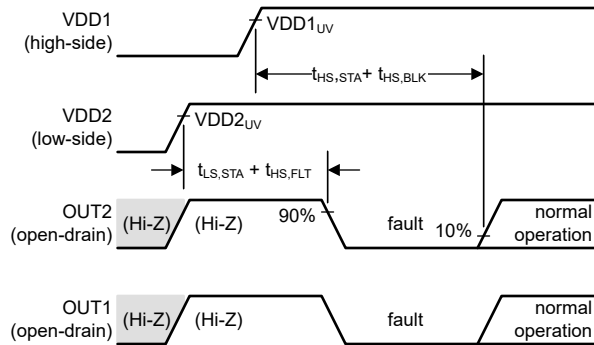 VDD1
(high-side)
VDD1UV
tHS,STA+ tHS,BLK
VDD2
(low-side)
VDD2UV
tLS,STA + tHS,FLT
OUT2
(open-drain)
(Hi-Z)
(Hi-Z)
90%
fault
10%
normal
operation
OUT1
(open-drain)
(Hi-Z)
(Hi-Z)
fault
normal
operation